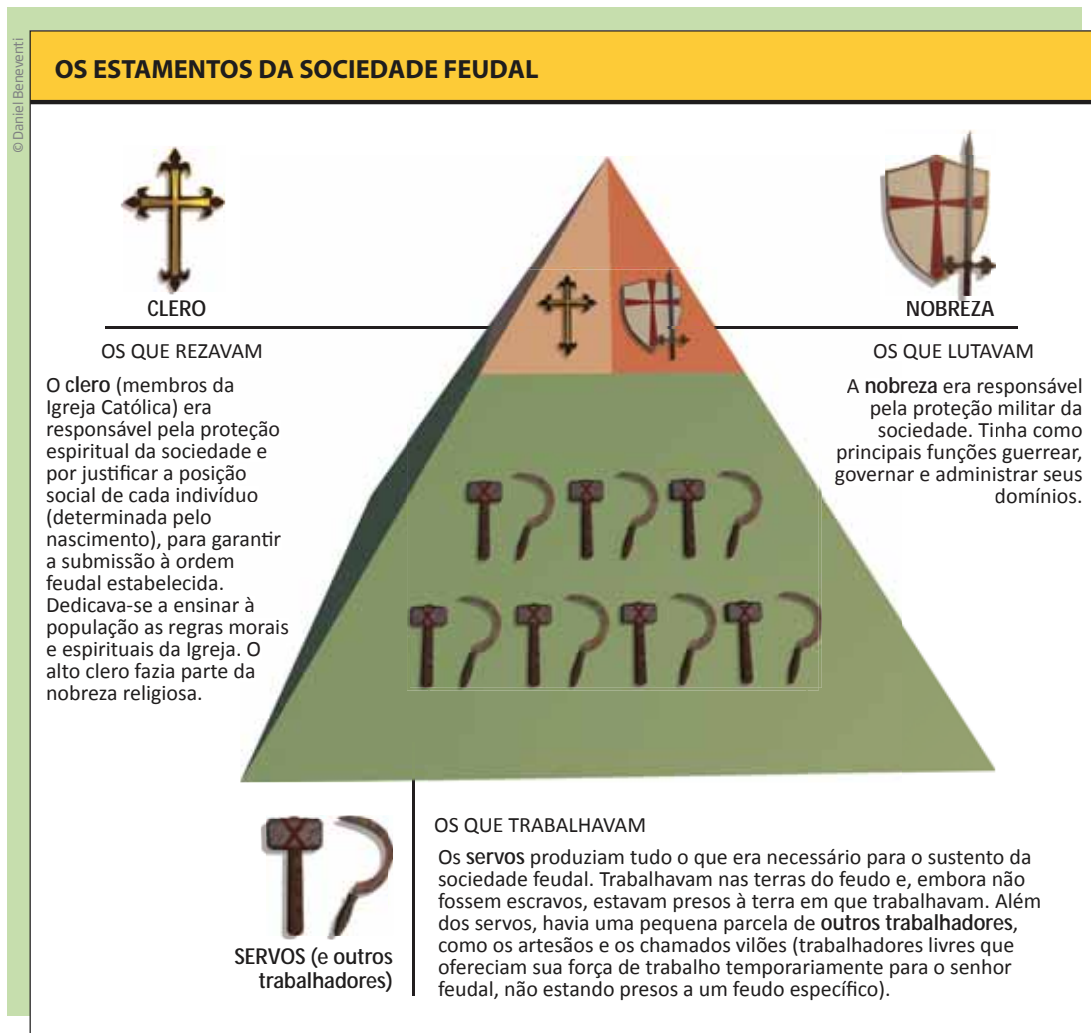 © Daniel Beneventi
OS ESTAMENTOS DA SOCIEDADE FEUDAL
CLERO
OS QUE REZAVAM
O clero (membros da
Igreja Católica) era
responsável pela proteção
espiritual da sociedade e
por justificar a posição
social de cada indivíduo
(determinada pelo
nascimento), para garantir
a submissão à ordem
feudal estabelecida.
Dedicava-se a ensinar à
população as regras morais
e espirituais da Igreja. O
alto clero fazia parte da
nobreza religiosa.
NOBREZA
OS QUE LUTAVAM
A nobreza era responsável
pela proteção militar da
sociedade. Tinha como
principais funções guerrear,
governar e administrar seus
domínios.
SERVOS (e outros
trabalhadores)
OS QUE TRABALHAVAM
Os servos produziam tudo o que era necessário para o sustento da
sociedade feudal. Trabalhavam nas terras do feudo e, embora não
fossem escravos, estavam presos à terra em que trabalhavam. Além
dos servos, havia uma pequena parcela de outros trabalhadores,
como os artesãos e os chamados vilões (trabalhadores livres que
ofereciam sua força de trabalho temporariamente para o senhor
feudal, não estando presos a um feudo específico).